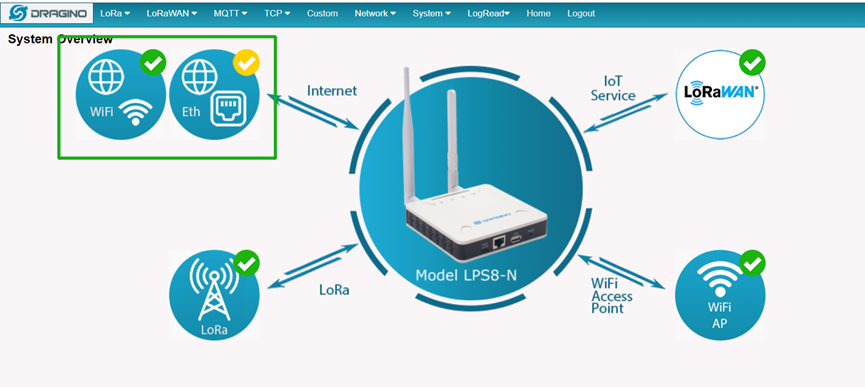 DRAGINO LoRa LoRaWAN MQTT TCP Custom Network System LogRead Home Logout
System Overview
WiFi
Eth
Internet
IoT
Service
LoRaWAN®
DRAGINO
Model LPS8-N
LoRa
LoRa
WiFi
Access
Point
WiFi
AP